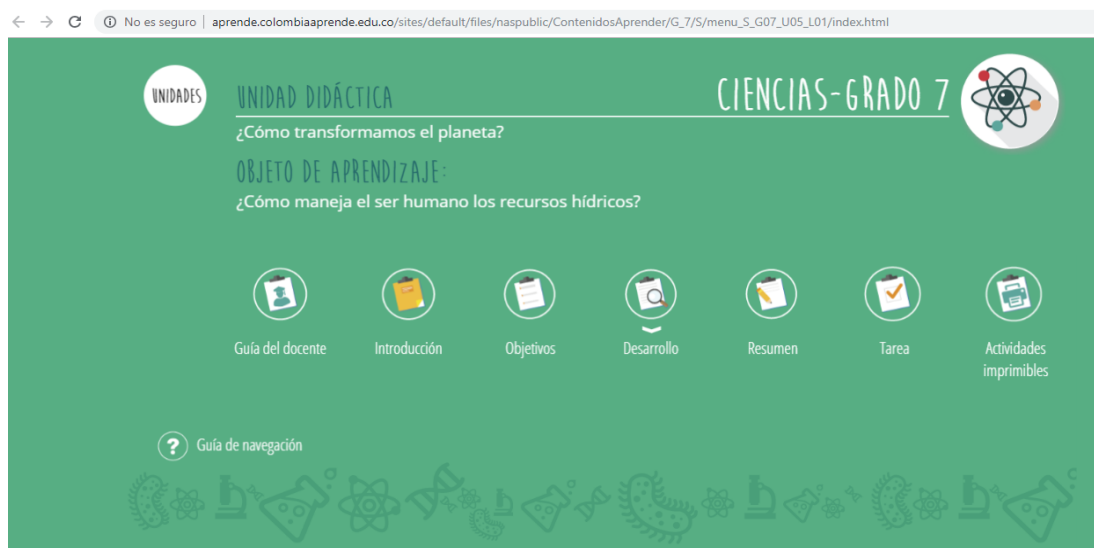 No es seguro | aprende.colombiaaprende.edu.co/sites/default/files/naspublic/ContenidosAprender/G_7/S/menu_S_G07_U05_L01/index.html
UNIDADES
UNIDAD DIDÁCTICA
CIENCIAS-GRADO 7
¿Cómo transformamos el planeta?
OBJETO DE APRENDIZAJE:
¿Cómo maneja el ser humano los recursos hídricos?
Guía del docente
Introducción
Objetivos
Desarrollo
Resumen
Tarea
Actividades
imprimibles
? Guía de navegación